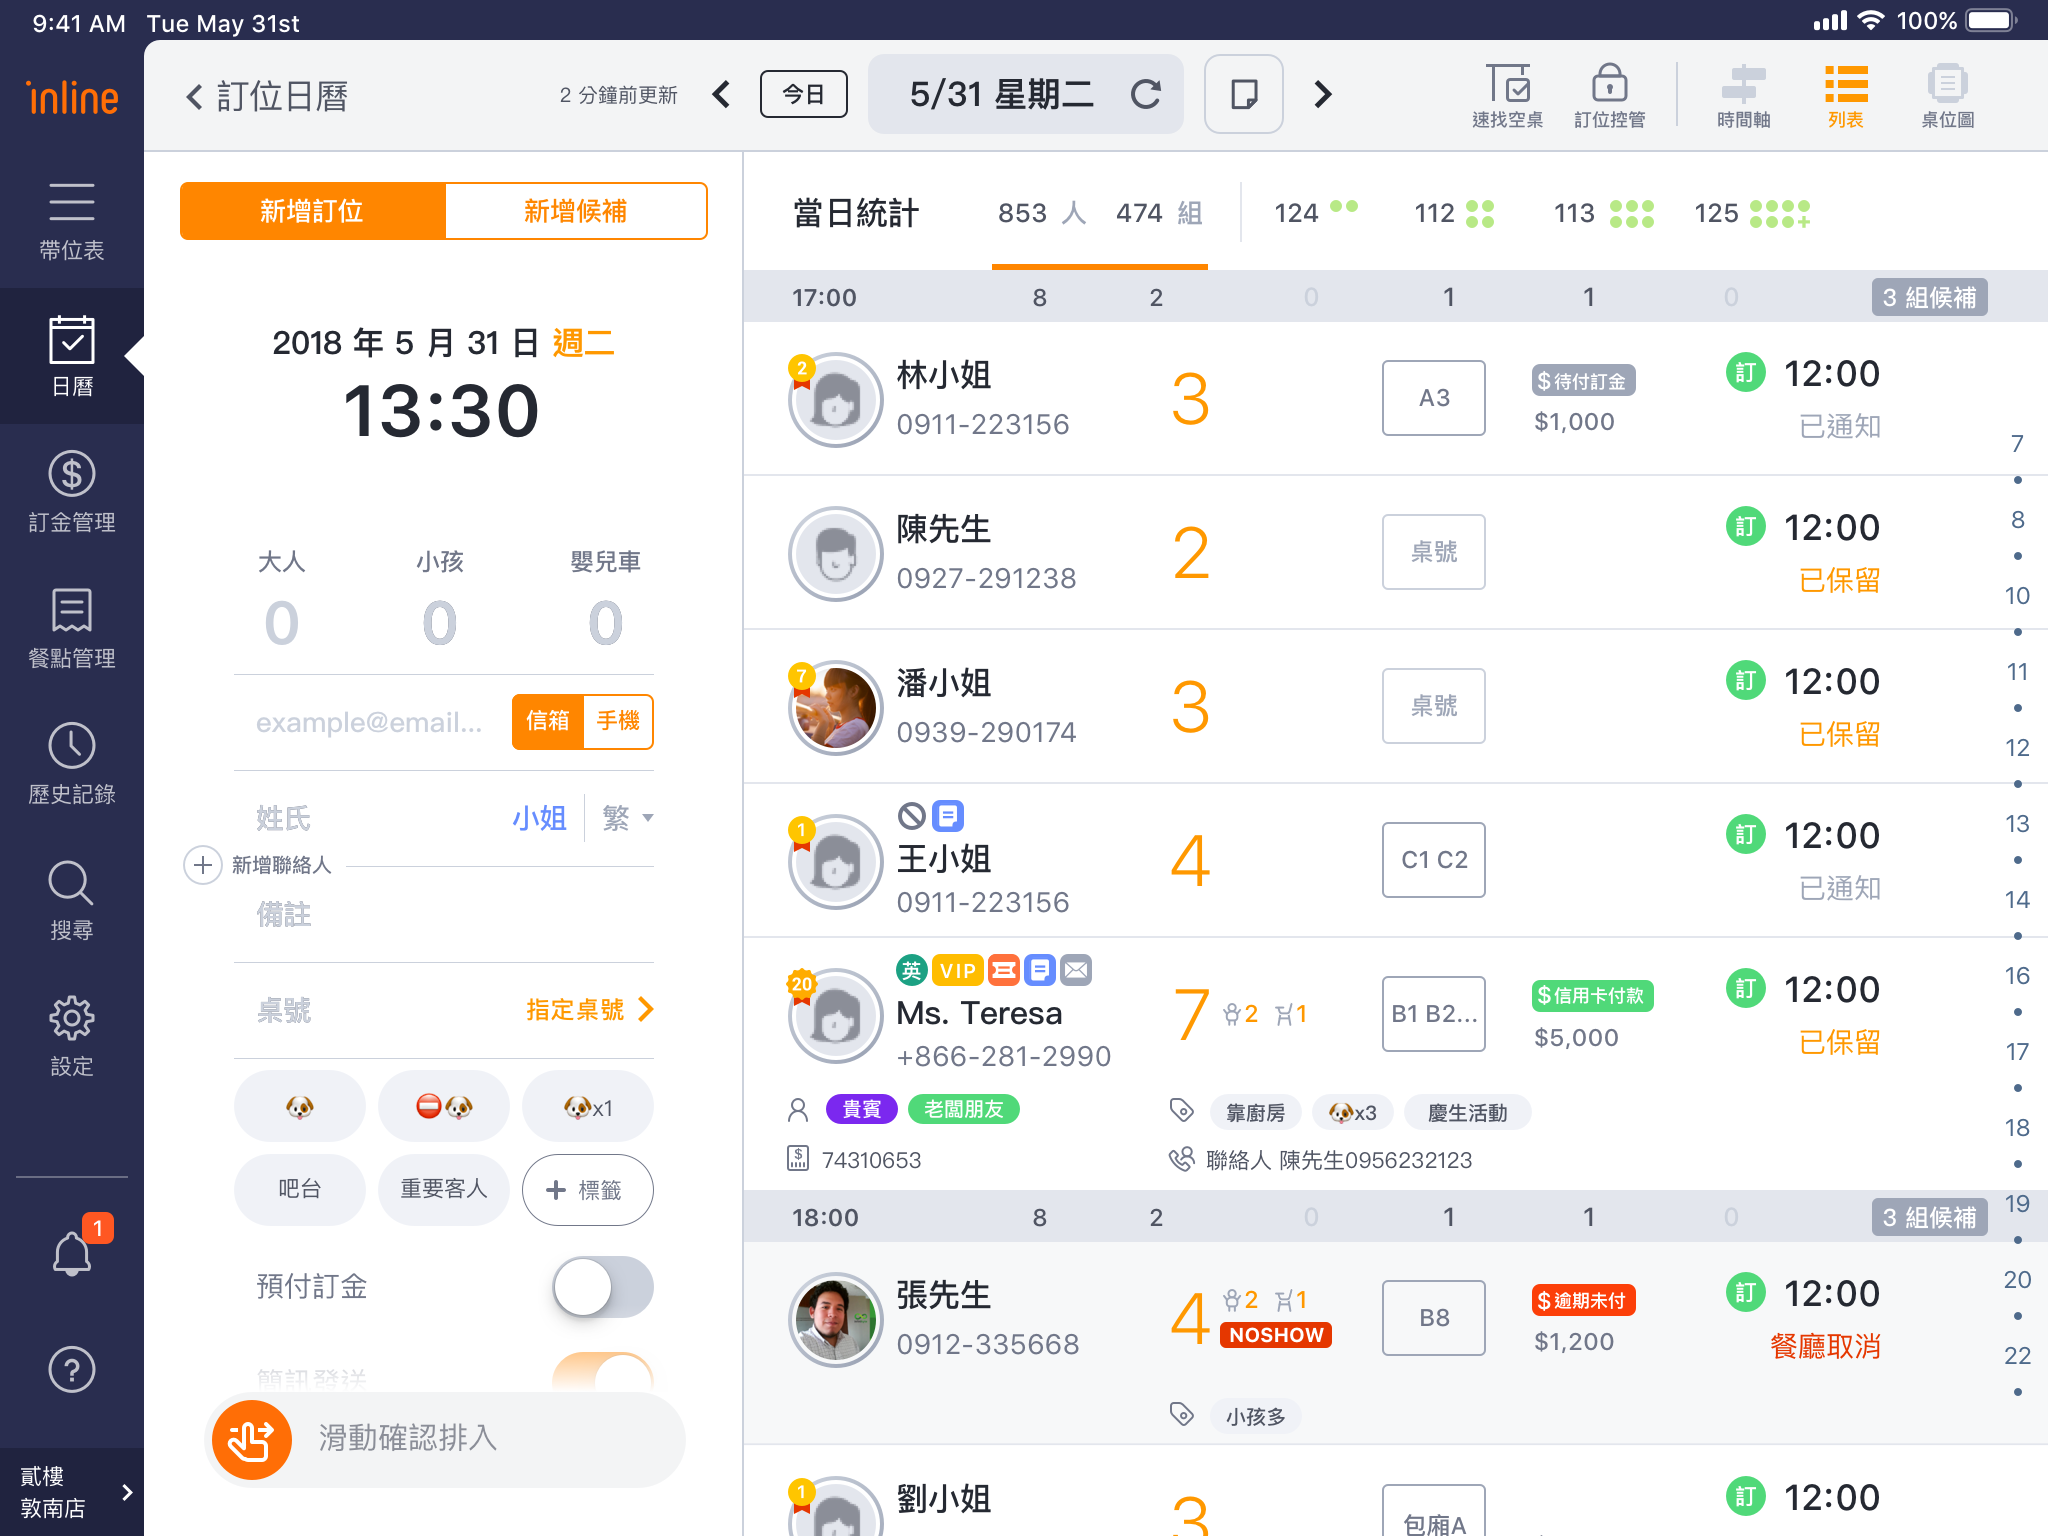 9:41 AM Tue May 31st
100%
inline
帶位表
日曆
訂金管理
餐點管理
歷史記錄
搜尋
設定
1
?
貳樓
敦南店
訂位日曆
2 分鐘前更新
今日
5/31 星期二
速找空桌
訂位控管
時間軸
列表
桌位圖
新增訂位
新增候補
2018 年 5 月 31 日 週二
13:30
大人 小孩 嬰兒車
0 0 0
example@email...
信箱 手機
姓氏 小姐 繁
新增聯絡人
備註
桌號 指定桌號
x1
吧台
重要客人
標籤
預付訂金
簡訊發送
滑動確認排入
當日統計 853 人 474 組 124 112 113 125
17:00 8 2 0 1 1 0 3 組候補
2
林小姐
0911-223156
3
A3
$待付訂金
$1,000
訂 12:00
已通知
陳先生
0927-291238
2
桌號
訂 12:00
已保留
7
潘小姐
0939-290174
3
桌號
訂 12:00
已保留
1
王小姐
0911-223156
4
C1 C2
訂 12:00
已通知
20
英 VIP
Ms. Teresa
+866-281-2990
7 2 1
B1 B2...
$信用卡付款
$5,000
訂 12:00
已保留
貴賓 老闆朋友
靠廚房 x3 慶生活動
74310653
聯絡人 陳先生0956232123
18:00 8 2 0 1 1 0 3 組候補
張先生
0912-335668
4 2 1
NOSHOW
B8
$逾期未付
$1,200
訂 12:00
餐廳取消
小孩多
1
劉小姐
3
包廂A
訂 12:00
7
8
10
11
12
13
14
16
17
18
19
20
22